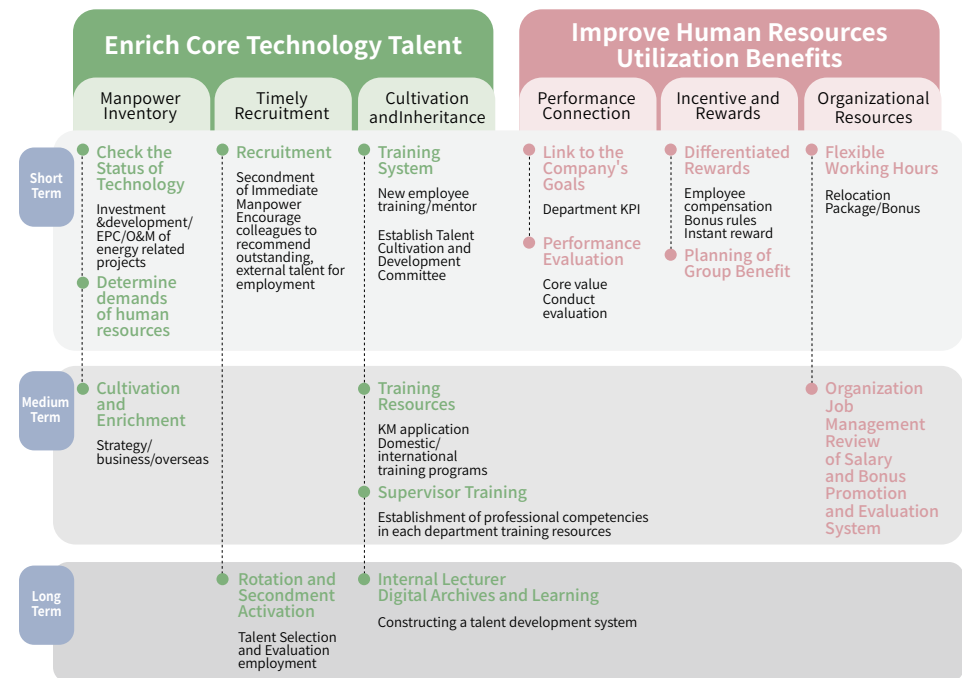 Enrich Core Technology Talent
Improve Human Resources
Utilization Benefits
Manpower
Inventory
Timely
Recruitment
Cultivation
andInheritance
Performance
Connection
Incentive and
Rewards
Organizational
Resources
Short
Term
Check the
Status of
Technology
Investment
&development/
EPC/O&M of
energy related
projects
Determine
demands
of human
resources
Recruitment
Secondment
of Immediate
Manpower
Encourage
colleagues to
recommend
outstanding,
external talent for
employment
Training
System
New employee
training/mentor
Establish Talent
Cultivation and
Development
Committee
Link to the
Company's
Goals
Department KPI
Performance
Evaluation
Core value
Conduct
evaluation
Differentiated
Rewards
Employee
compensation
Bonus rules
Instant reward
Planning of
Group Benefit
Flexible
Working Hours
Relocation
Package/Bonus
Medium
Term
Cultivation
and
Enrichment
Strategy/
business/overseas
Training
Resources
KM application
Domestic/
international
training programs
Supervisor Training
Establishment of professional competencies
in each department training resources
Organization
Job
Management
Review
of Salary
and Bonus
Promotion
and Evaluation
System
Long
Term
Rotation and
Secondment
Activation
Talent Selection
and Evaluation
employment
Internal Lecturer
Digital Archives and Learning
Constructing a talent development system